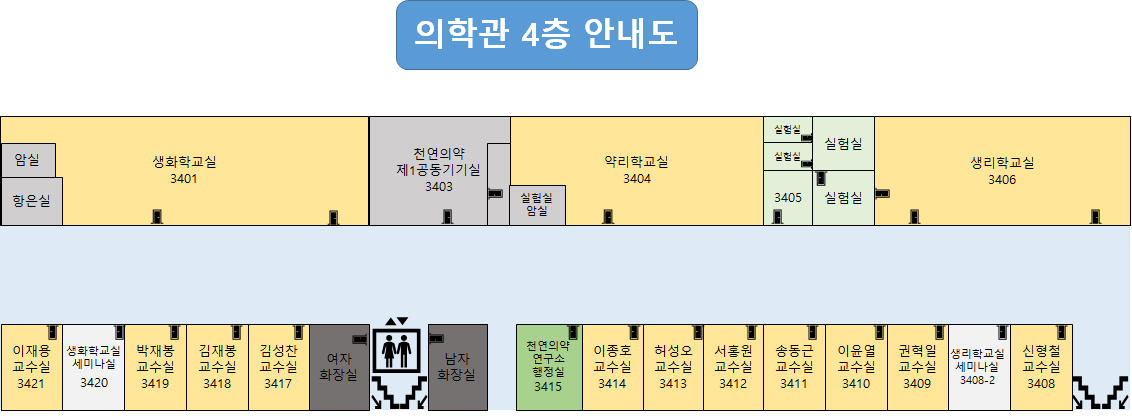 의학관 4층 안내도
암실
항은실
생화학교실
3401
천연의약
제1공동기기실
3403
실험실
암실
약리학교실
3404
실험실
실험실
3405
실험실
실험실
생리학교실
3406
이재용
교수실
3421
생화학교실
세미나실
3420
박재봉
교수실
3419
김재봉
교수실
3418
김성찬
교수실
3417
여자
화장실
남자
화장실
천연의약
연구소
행정실
3415
이종호
교수실
3414
허성오
교수실
3413
서홍원
교수실
3412
송동근
교수실
3411
이윤열
교수실
3410
권혁일
교수실
3409
생리학교실
세미나실
3408-2
신형철
교수실
3408